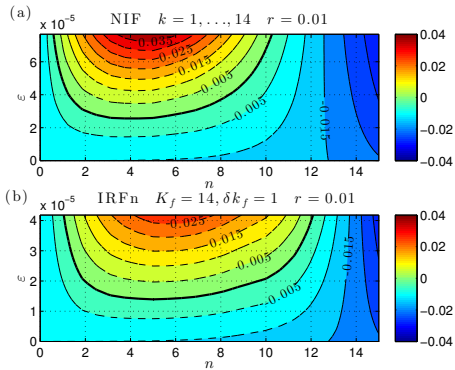 (a)
x 10⁻⁵ NIF k = 1, . . . , 14 r = 0.01
6
4
2
0
ε
-0.035
-0.025
-0.015
-0.005
-0.015
0 2 4 6 8 10 12 14
n
0.04
0.02
0
−0.02
−0.04
(b)
x 10⁻⁵ IRFn K_f = 14, δk_f = 1 r = 0.01
4
3
2
1
0
ε
-0.025
-0.015
-0.005
-0.015
0 2 4 6 8 10 12 14
n
0.04
0.02
0
−0.02
−0.04